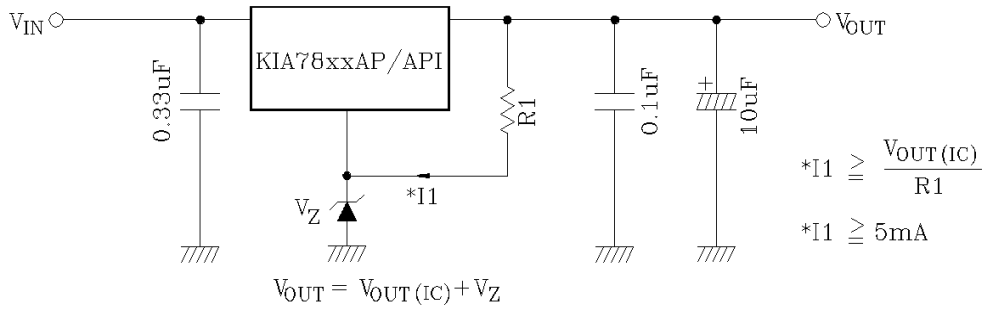 VIN
VOUT
KIA78xxAP/API
0.33uF
R1
0.1uF
+
10uF
*I1
VZ
*I1 ≧ VOUT(IC)
R1
*I1 ≧ 5mA
VOUT = VOUT(IC)+VZ